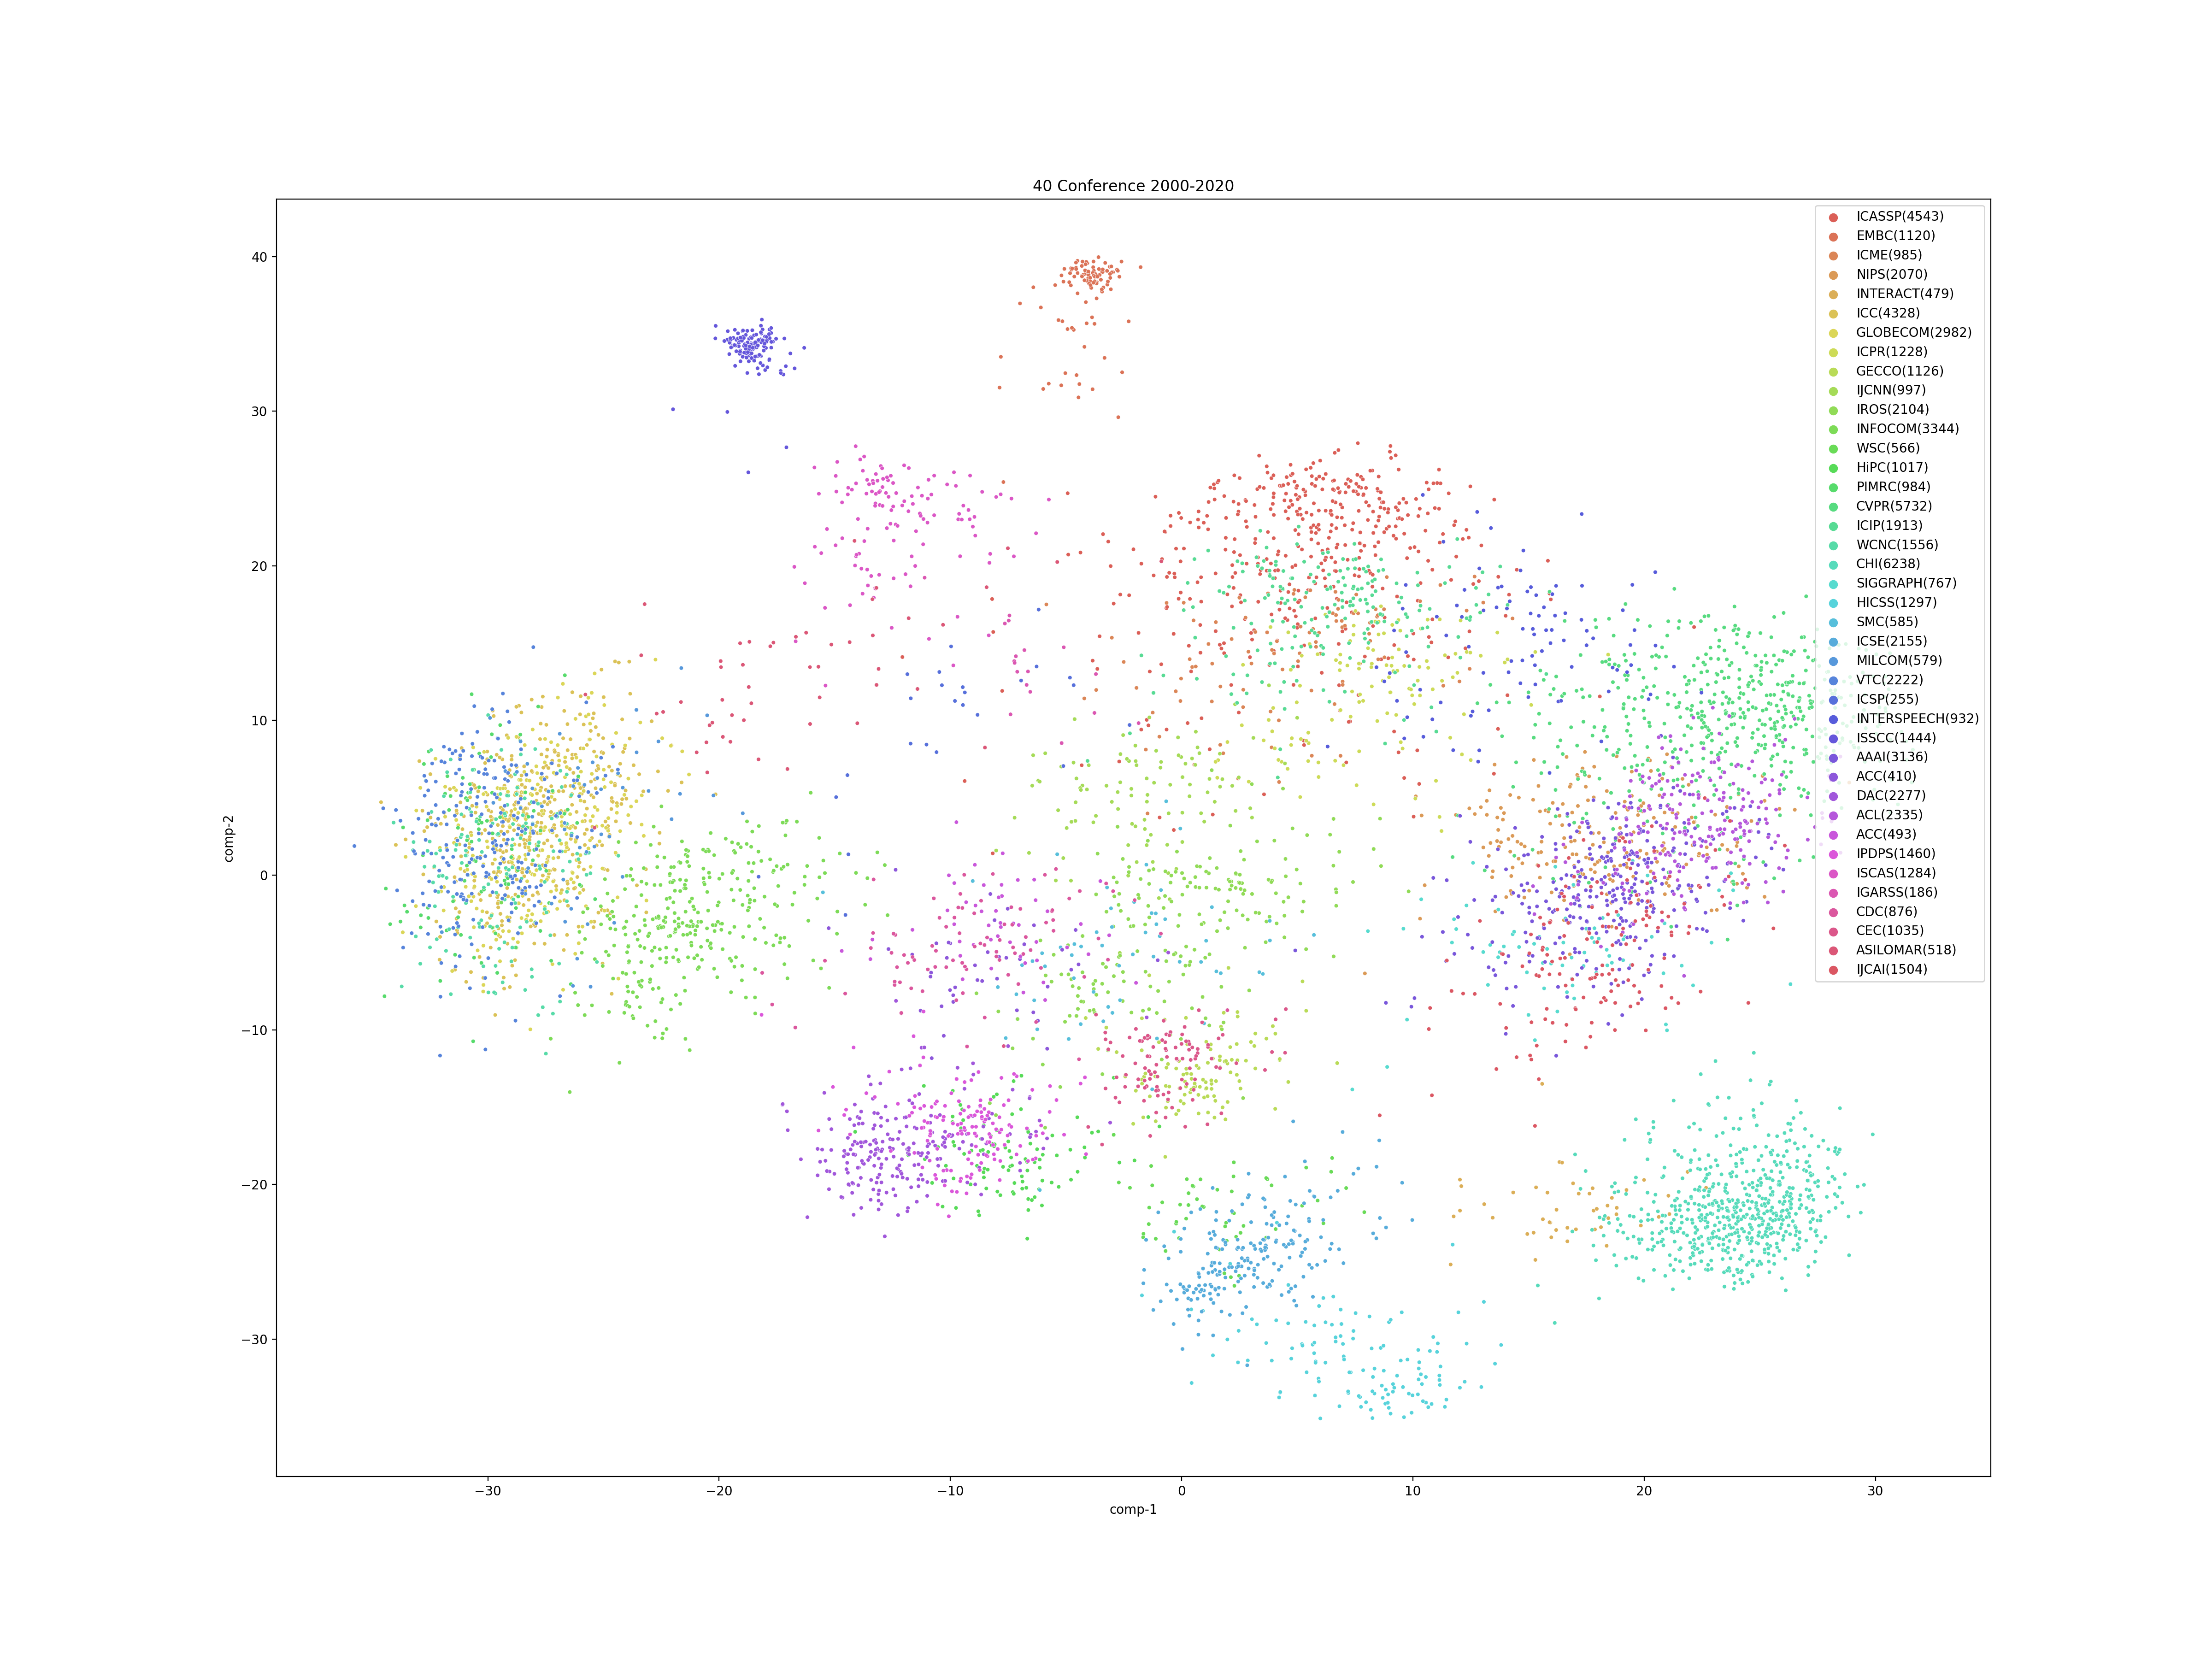 40 Conference 2000-2020
comp-2
40
30
20
10
0
−10
−20
−30
−30
−20
−10
0
10
20
30
comp-1
ICASSP(4543)
EMBC(1120)
ICME(985)
NIPS(2070)
INTERACT(479)
ICC(4328)
GLOBECOM(2982)
ICPR(1228)
GECCO(1126)
IJCNN(997)
IROS(2104)
INFOCOM(3344)
WSC(566)
HiPC(1017)
PIMRC(984)
CVPR(5732)
ICIP(1913)
WCNC(1556)
CHI(6238)
SIGGRAPH(767)
HICSS(1297)
SMC(585)
ICSE(2155)
MILCOM(579)
VTC(2222)
ICSP(255)
INTERSPEECH(932)
ISSCC(1444)
AAAI(3136)
ACC(410)
DAC(2277)
ACL(2335)
ACC(493)
IPDPS(1460)
ISCAS(1284)
IGARSS(186)
CDC(876)
CEC(1035)
ASILOMAR(518)
IJCAI(1504)